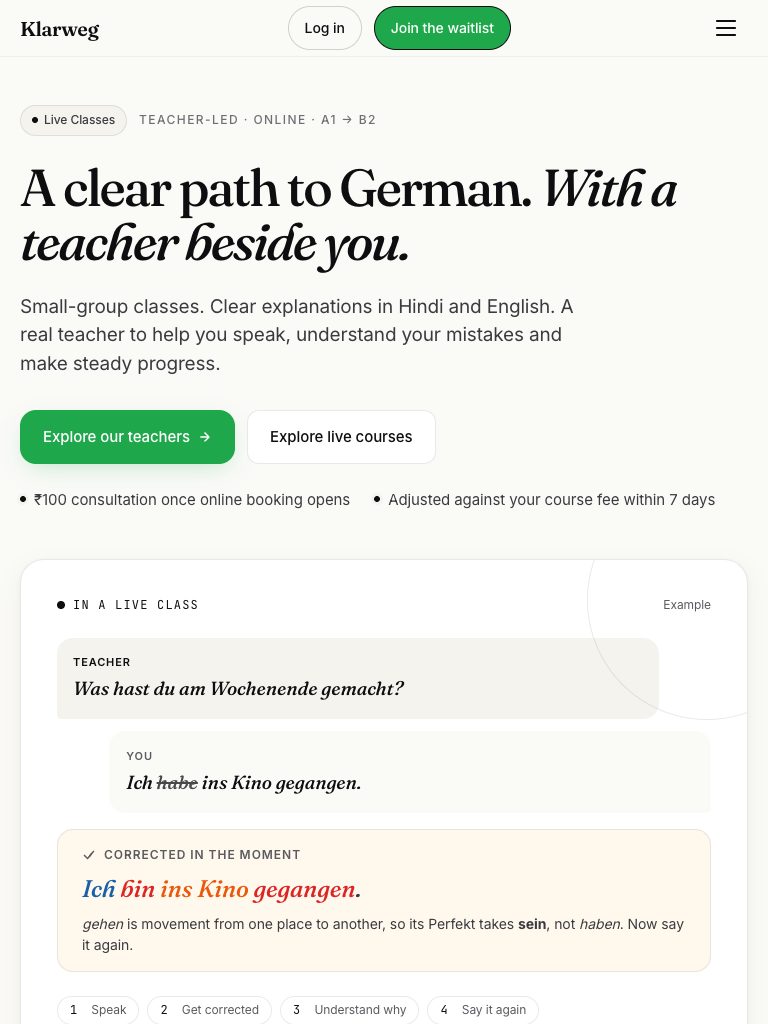 Klarweg
Log in
Join the waitlist
Live Classes
TEACHER-LED · ONLINE · A1 → B2
A clear path to German. With a
teacher beside you.
Small-group classes. Clear explanations in Hindi and English. A
real teacher to help you speak, understand your mistakes and
make steady progress.
Explore our teachers →
Explore live courses
₹100 consultation once online booking opens
Adjusted against your course fee within 7 days
IN A LIVE CLASS
Example
TEACHER
Was hast du am Wochenende gemacht?
YOU
Ich habe ins Kino gegangen.
CORRECTED IN THE MOMENT
Ich bin ins Kino gegangen.
gehen is movement from one place to another, so its Perfekt takes sein, not haben. Now say
it again.
1 Speak
2 Get corrected
3 Understand why
4 Say it again